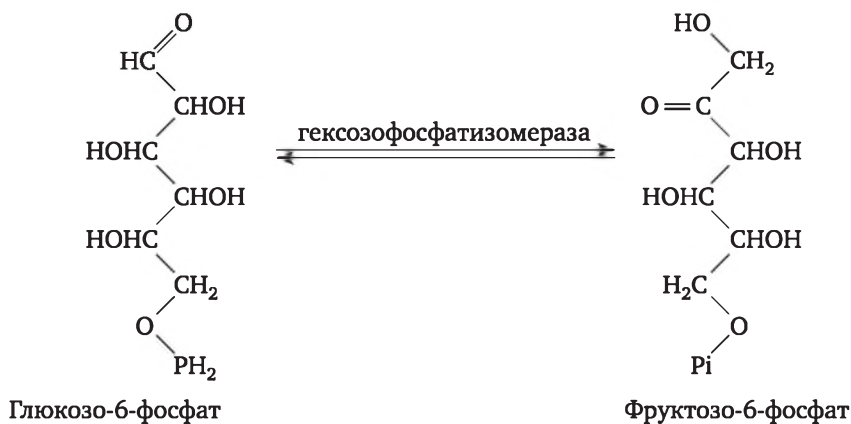 O
HC
CHOH
HOHC
CHOH
HOHC
CH₂
O
PH₂
Глюкозо-6-фосфат
гексозофосфатизомераза
HO
CH₂
O=C
CHOH
HOHC
CHOH
H₂C
O
Pi
Фруктозо-6-фосфат